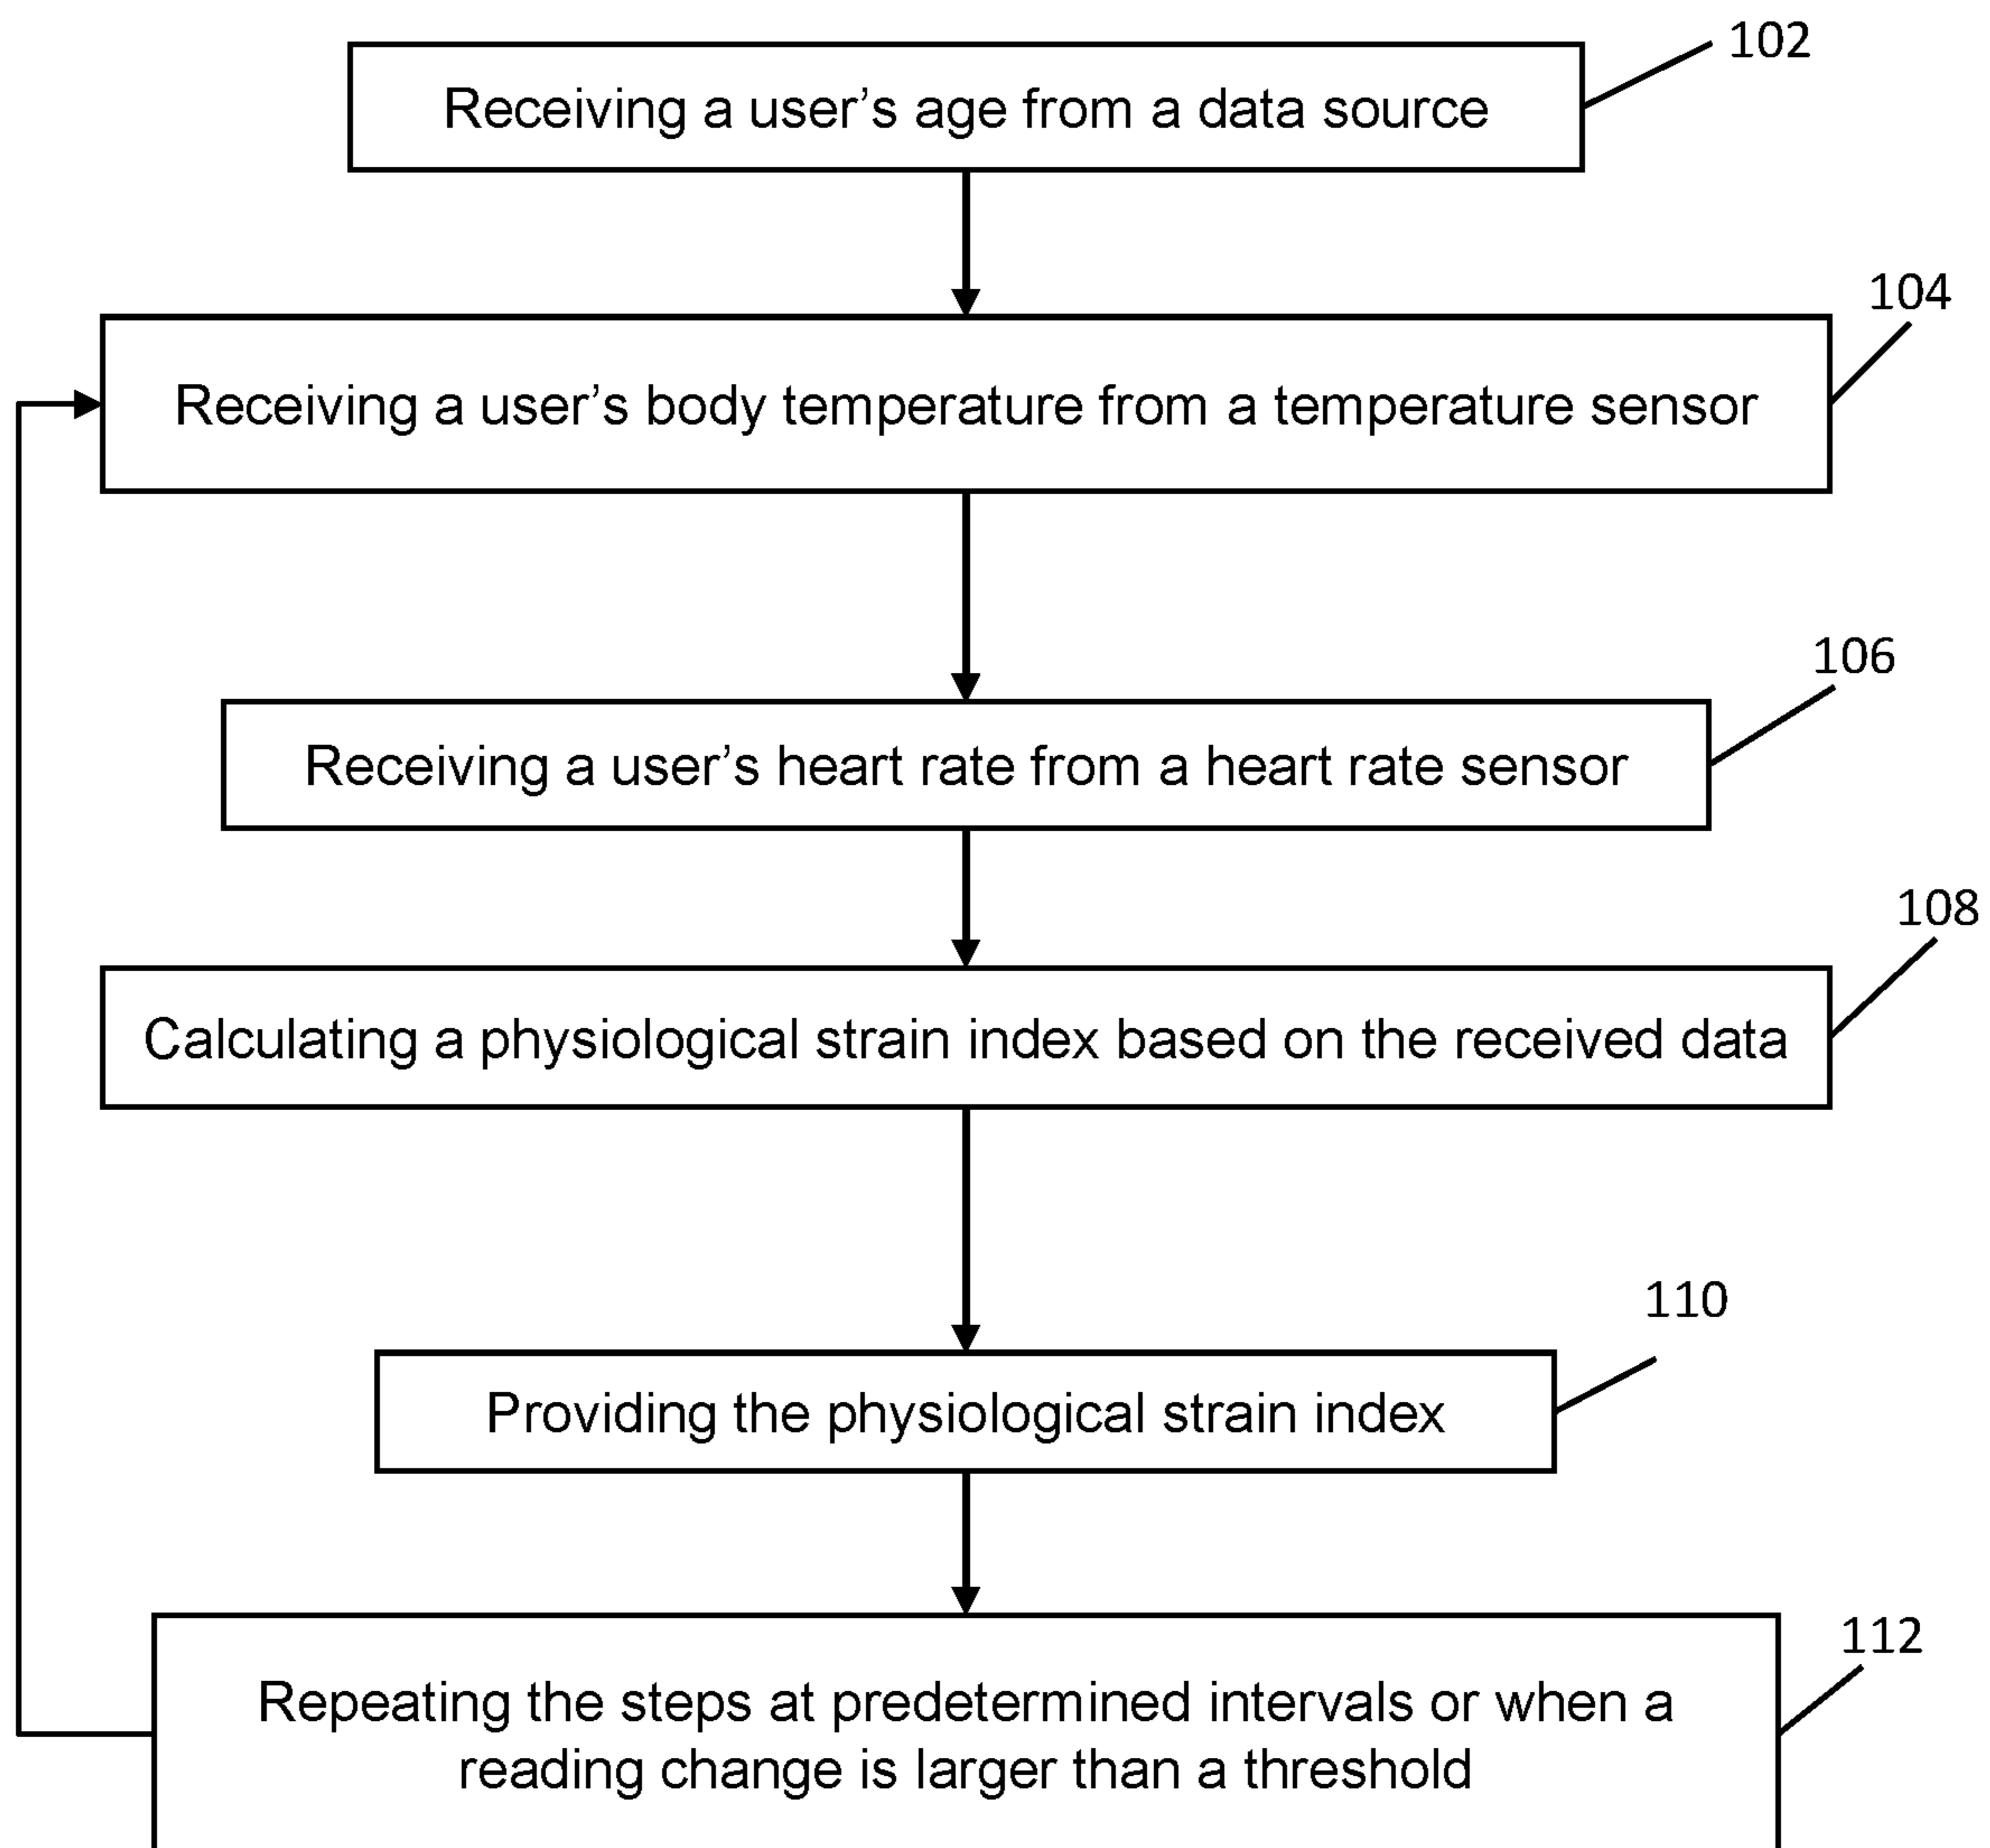 102
Receiving a user’s age from a data source
104
Receiving a user’s body temperature from a temperature sensor
106
Receiving a user’s heart rate from a heart rate sensor
108
Calculating a physiological strain index based on the received data
110
Providing the physiological strain index
112
Repeating the steps at predetermined intervals or when a
reading change is larger than a threshold